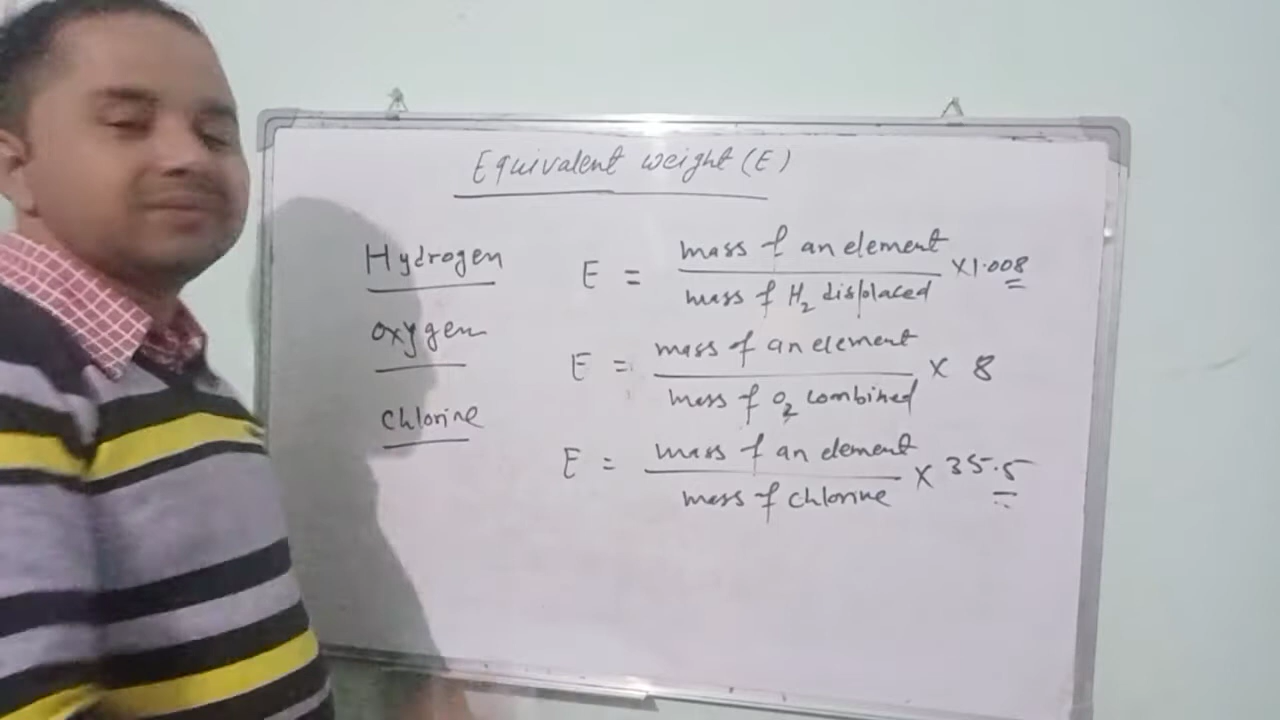 Equivalent weight (E)
Hydrogen E = mass of an element / mass of H₂ displaced ×1.008
oxygen E = mass of an element / mass of O₂ combined × 8
chlorine E = mass of an element / mass of chlorine × 35.5